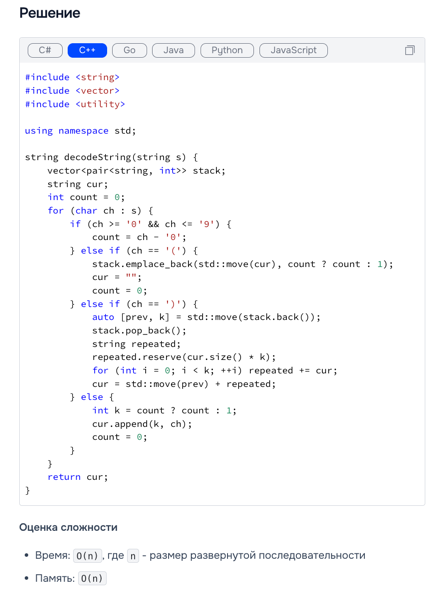 Решение
C# C++ Go Java Python JavaScript
#include <string>
#include <vector>
#include <utility>
using namespace std;
string decodeString(string s) {
    vector<pair<string, int>> stack;
    string cur;
    int count = 0;
    for (char ch : s) {
        if (ch >= '0' && ch <= '9') {
            count = ch - '0';
        } else if (ch == '(') {
            stack.emplace_back(std::move(cur), count ? count : 1);
            cur = "";
            count = 0;
        } else if (ch == ')') {
            auto [prev, k] = std::move(stack.back());
            stack.pop_back();
            string repeated;
            repeated.reserve(cur.size() * k);
            for (int i = 0; i < k; ++i) repeated += cur;
            cur = std::move(prev) + repeated;
        } else {
            int k = count ? count : 1;
            cur.append(k, ch);
            count = 0;
        }
    }
    return cur;
}
Оценка сложности
• Время: O(n), где n - размер развернутой последовательности
• Память: O(n)